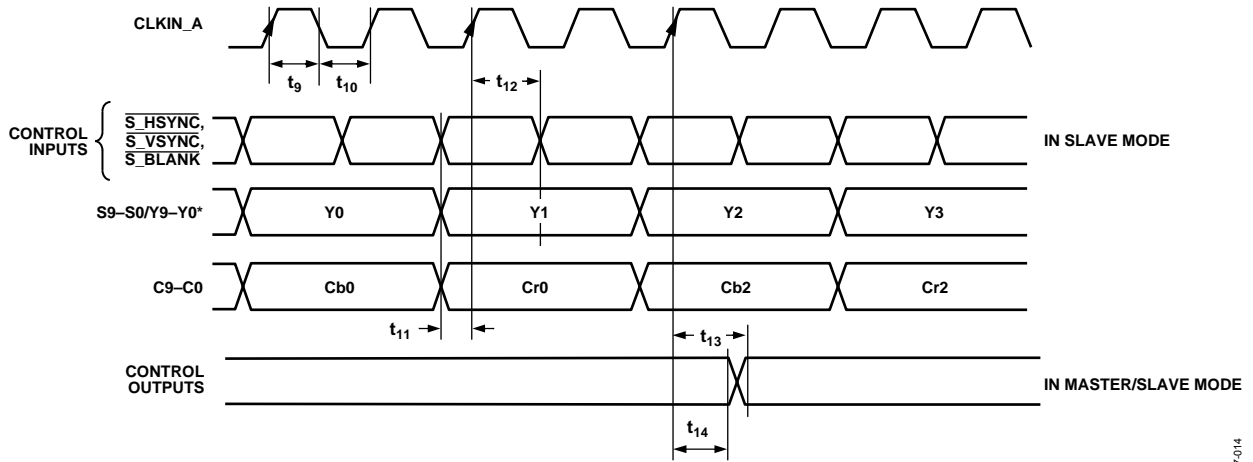 CLKIN_A
t9
t10
t12
CONTROL
INPUTS
S_HSYNC,
S_VSYNC,
S_BLANK
IN SLAVE MODE
S9–S0/Y9–Y0*
Y0
Y1
Y2
Y3
C9–C0
Cb0
Cr0
Cb2
Cr2
t11
t13
CONTROL
OUTPUTS
IN MASTER/SLAVE MODE
t14